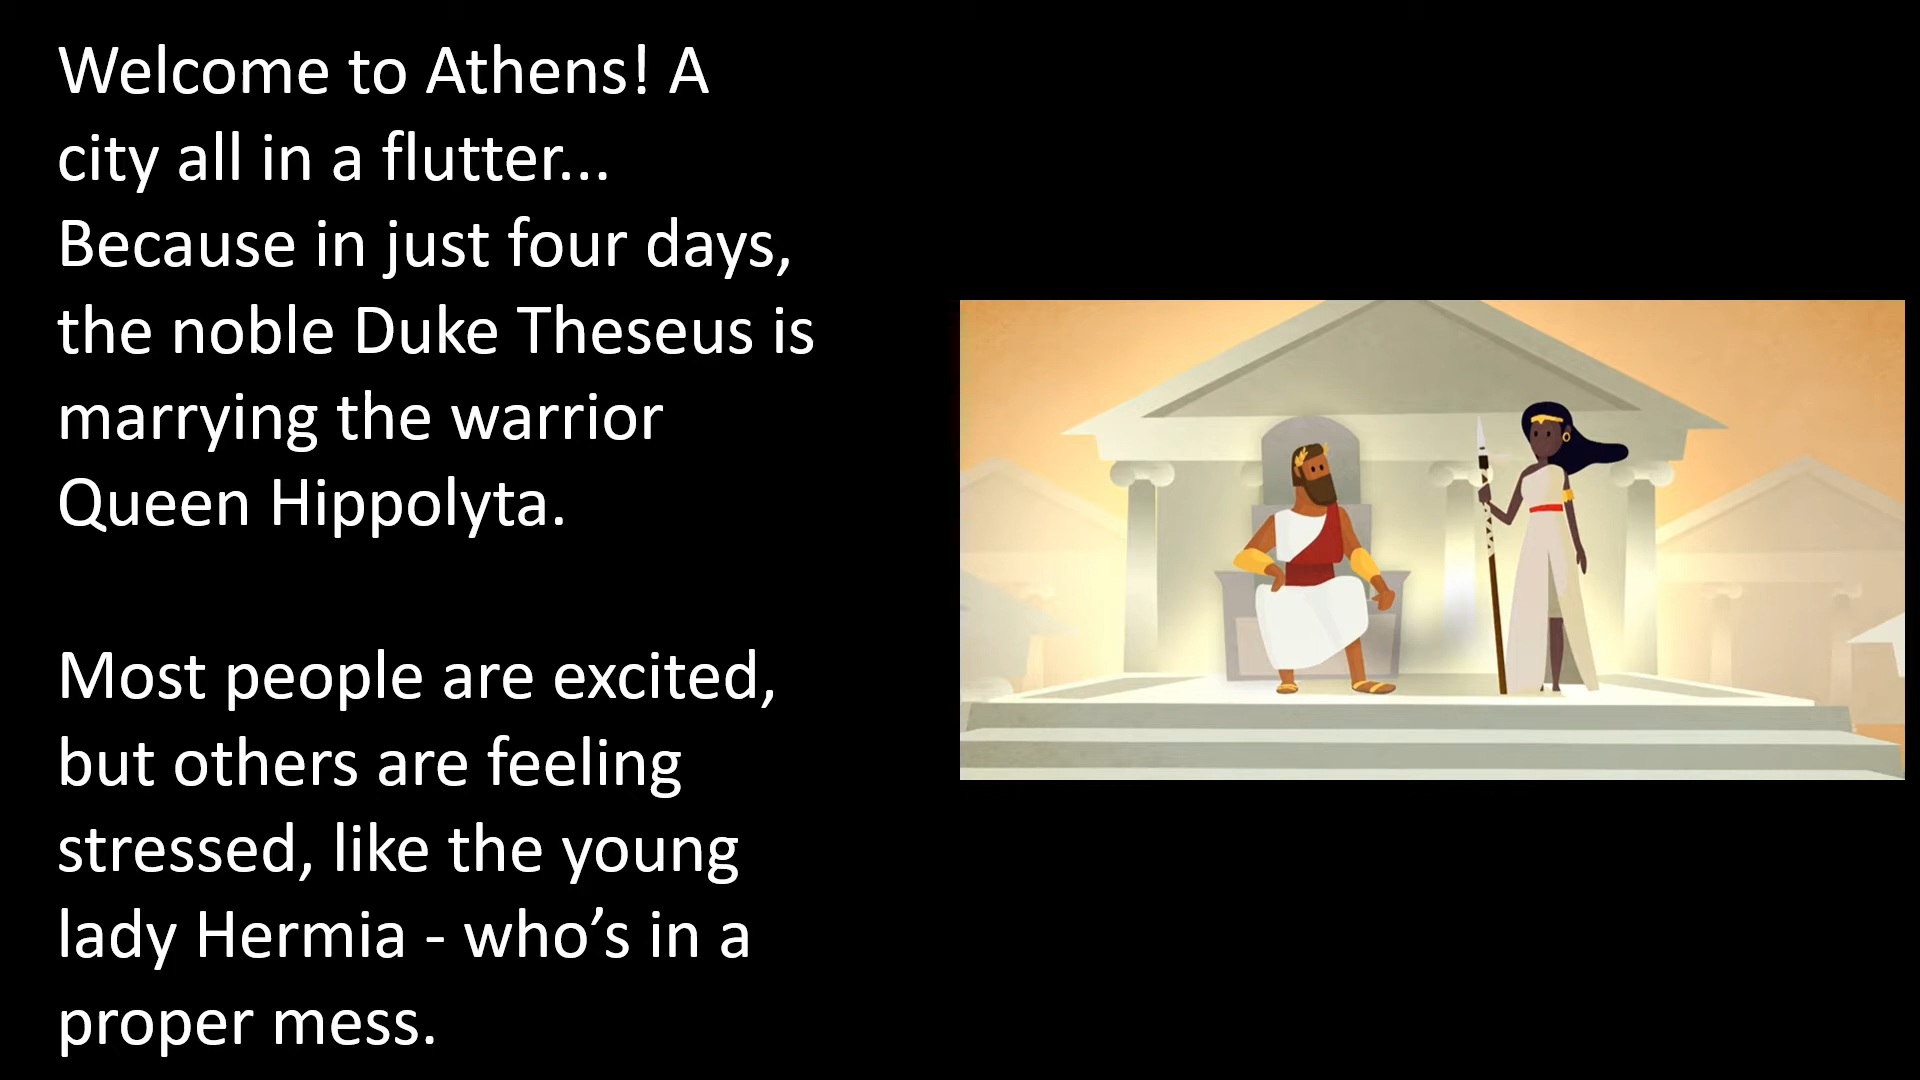 Welcome to Athens! A
city all in a flutter...
Because in just four days,
the noble Duke Theseus is
marrying the warrior
Queen Hippolyta.
Most people are excited,
but others are feeling
stressed, like the young
lady Hermia - who’s in a
proper mess.